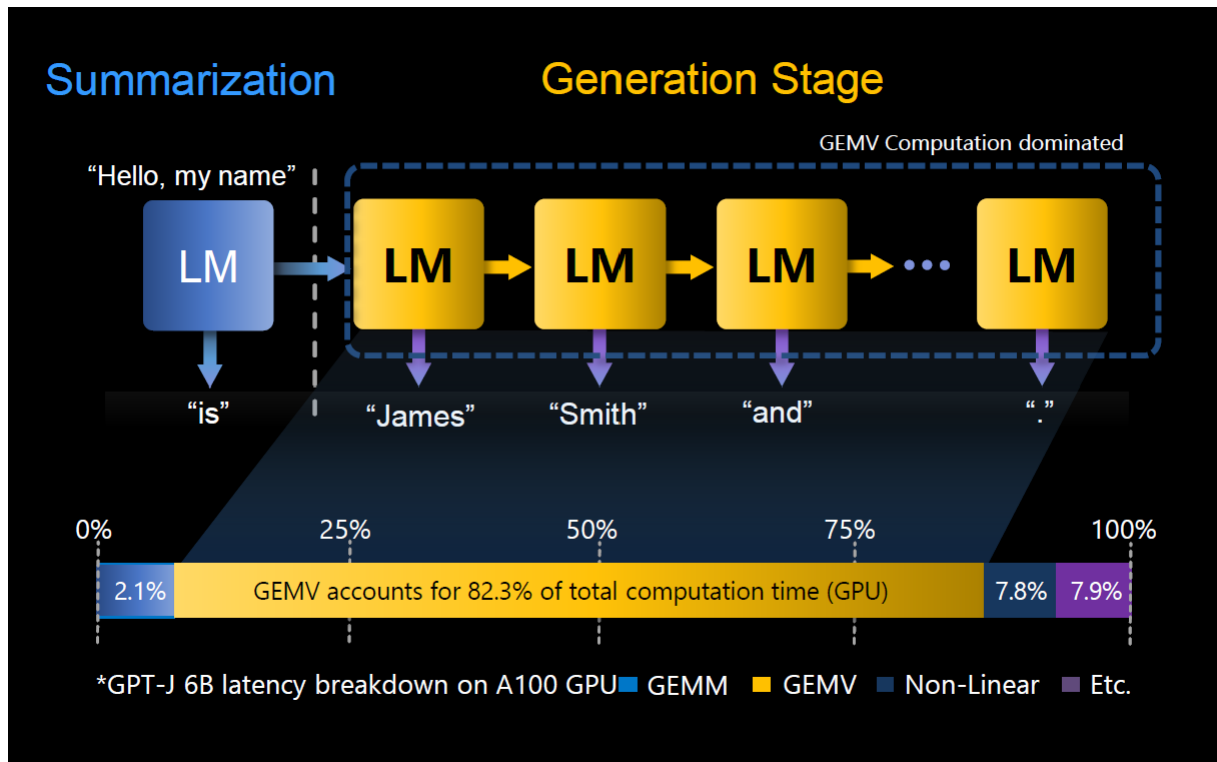 Summarization
Generation Stage
GEMV Computation dominated
“Hello, my name”
LM
LM
LM
LM
LM
“is”
“James”
“Smith”
“and”
“.”
0%
25%
50%
75%
100%
2.1%
GEMV accounts for 82.3% of total computation time (GPU)
7.8%
7.9%
*GPT-J 6B latency breakdown on A100 GPU
GEMM
GEMV
Non-Linear
Etc.